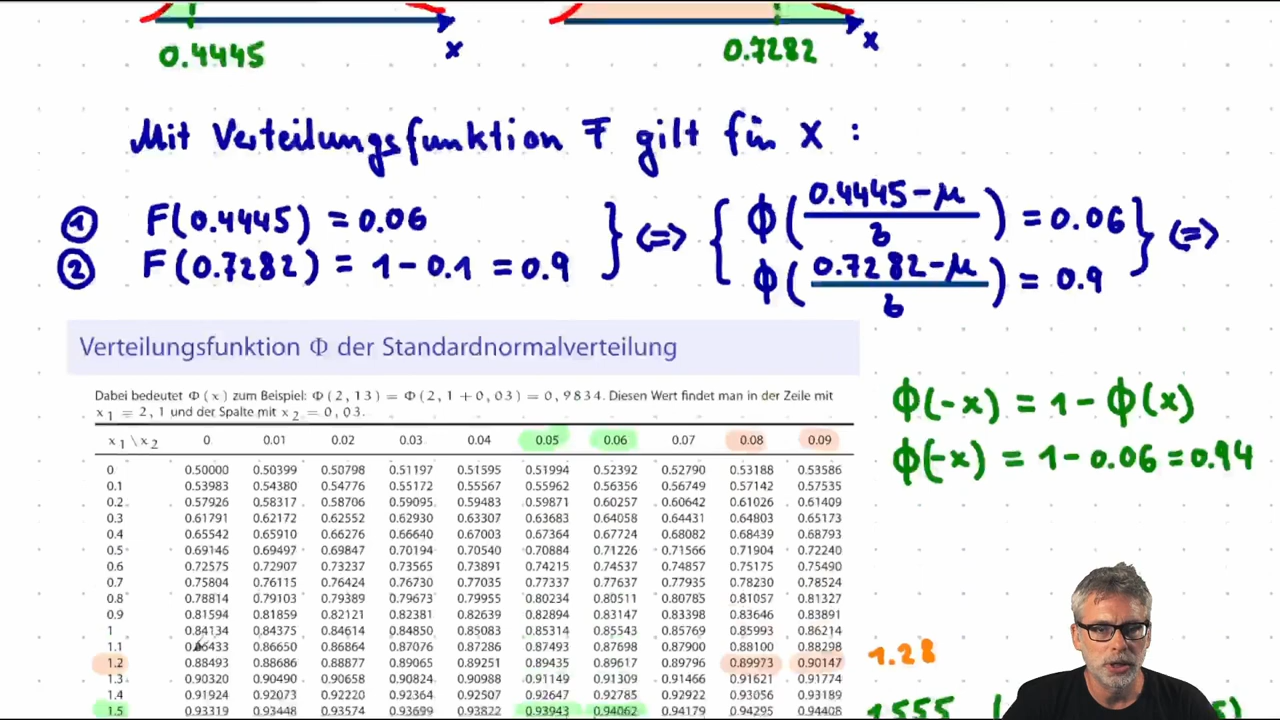 0.4445 x 0.7282 x
Mit Verteilungsfunktion F gilt für X :
① F(0.4445) = 0.06 } ⇔ { Φ( (0.4445 − μ) / σ ) = 0.06 } ⇔
② F(0.7282) = 1 − 0.1 = 0.9 Φ( (0.7282 − μ) / σ ) = 0.9
Verteilungsfunktion Φ der Standardnormalverteilung
Dabei bedeutet Φ(x) zum Beispiel: Φ(2,13) = Φ(2,1+0,03) = 0,9834. Diesen Wert findet man in der Zeile mit
x1 = 2,1 und der Spalte mit x2 = 0,03.
Φ(−x) = 1 − Φ(x)
Φ(−x) = 1 − 0.06 = 0.94
x1 \ x2 0 0.01 0.02 0.03 0.04 0.05 0.06 0.07 0.08 0.09
0 0.50000 0.50399 0.50798 0.51197 0.51595 0.51994 0.52392 0.52790 0.53188 0.53586
0.1 0.53983 0.54380 0.54776 0.55172 0.55567 0.55962 0.56356 0.56749 0.57142 0.57535
0.2 0.57926 0.58317 0.58706 0.59095 0.59483 0.59871 0.60257 0.60642 0.61026 0.61409
0.3 0.61791 0.62172 0.62552 0.62930 0.63307 0.63683 0.64058 0.64431 0.64803 0.65173
0.4 0.65542 0.65910 0.66276 0.66640 0.67003 0.67364 0.67724 0.68082 0.68439 0.68793
0.5 0.69146 0.69497 0.69847 0.70194 0.70540 0.70884 0.71226 0.71566 0.71904 0.72240
0.6 0.72575 0.72907 0.73237 0.73565 0.73891 0.74215 0.74537 0.74857 0.75175 0.75490
0.7 0.75804 0.76115 0.76424 0.76730 0.77035 0.77337 0.77637 0.77935 0.78230 0.78524
0.8 0.78814 0.79103 0.79389 0.79673 0.79955 0.80234 0.80511 0.80785 0.81057 0.81327
0.9 0.81594 0.81859 0.82121 0.82381 0.82639 0.82894 0.83147 0.83398 0.83646 0.83891
1 0.84134 0.84375 0.84614 0.84850 0.85083 0.85314 0.85543 0.85769 0.85993 0.86214
1.1 0.86433 0.86650 0.86864 0.87076 0.87286 0.87493 0.87698 0.87900 0.88100 0.88298
1.2 0.88493 0.88686 0.88877 0.89065 0.89251 0.89435 0.89617 0.89796 0.89973 0.90147 1.28
1.3 0.90320 0.90490 0.90658 0.90824 0.90988 0.91149 0.91309 0.91466 0.91621 0.91774
1.4 0.91924 0.92073 0.92220 0.92364 0.92507 0.92647 0.92785 0.92922 0.93056 0.93189
1.5 0.93319 0.93448 0.93574 0.93699 0.93822 0.93943 0.94062 0.94179 0.94295 0.94408